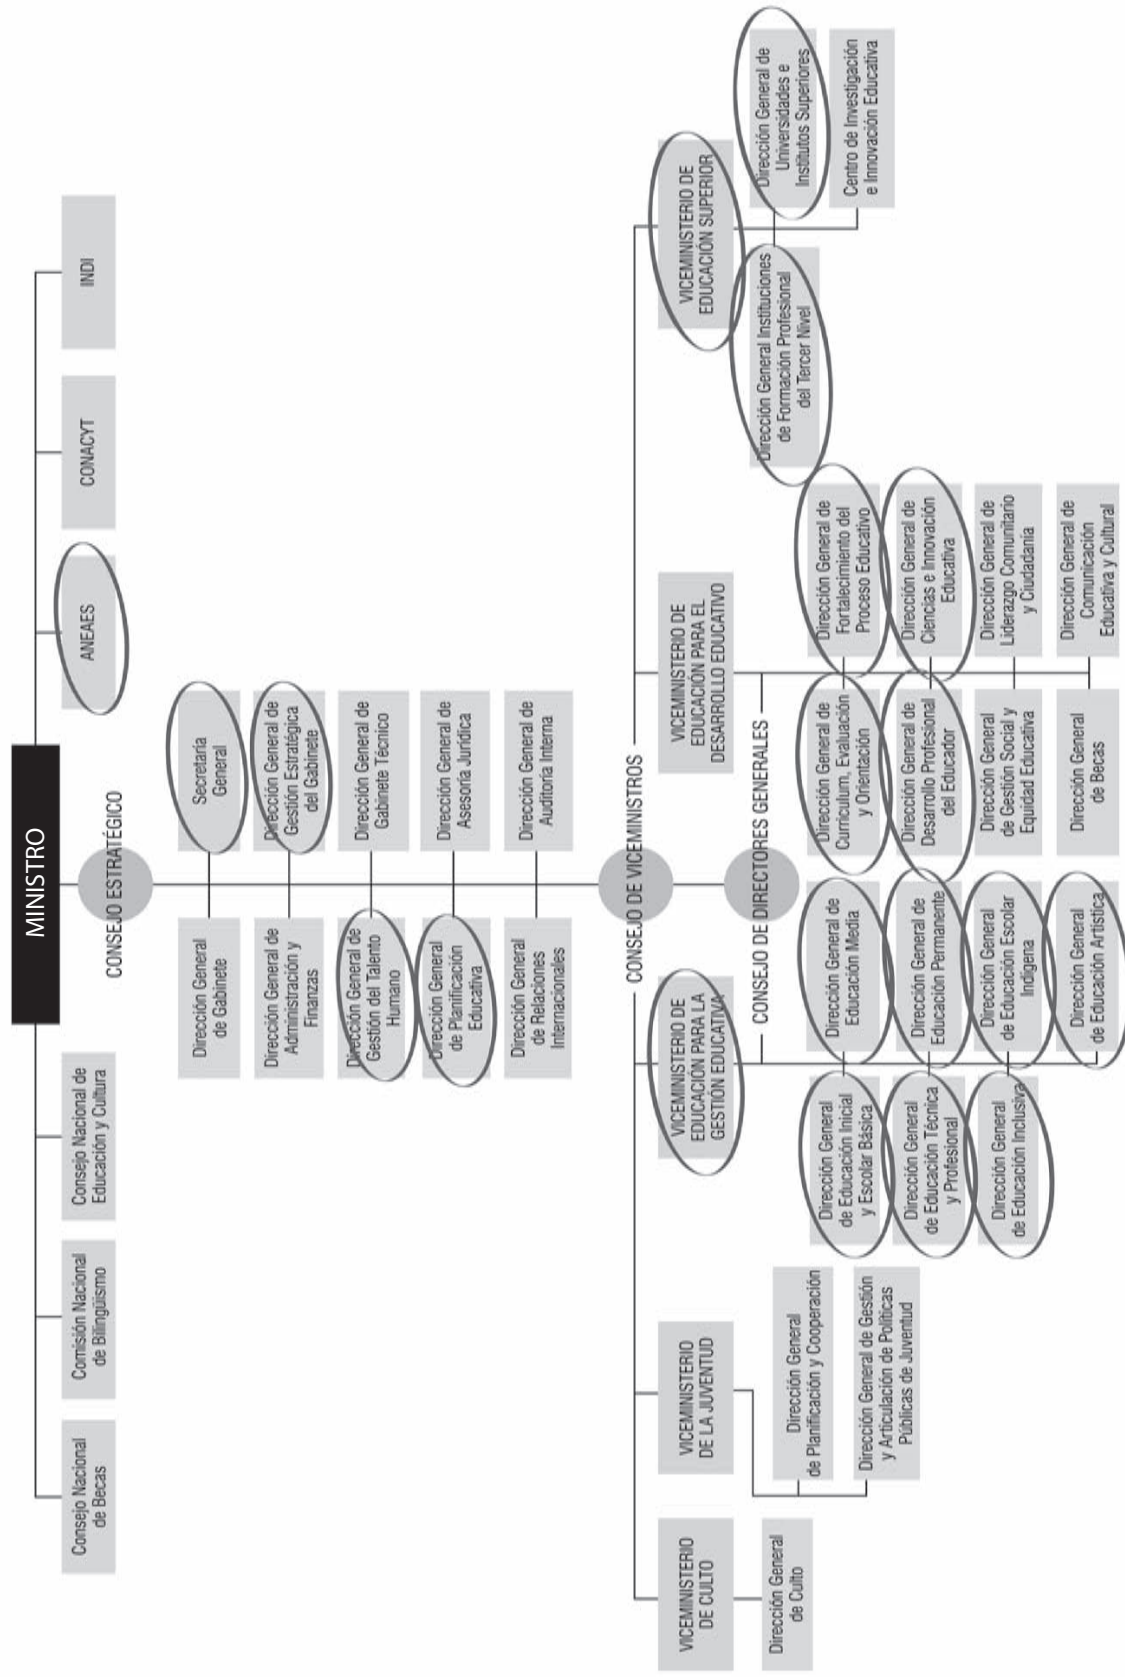 MINISTRO
Consejo Nacional
de Becas
Comisión Nacional
de Bilingüismo
Consejo Nacional de
Educación y Cultura
ANEAES
CONACYT
INDI
CONSEJO ESTRATÉGICO
Dirección General
de Gabinete
Secretaría
General
Dirección General de
Administración y
Finanzas
Dirección General de
Gestión Estratégica
del Gabinete
Dirección General de
Gestión del Talento
Humano
Dirección General de
Gabinete Técnico
Dirección General
de Planificación
Educativa
Dirección General de
Asesoría Jurídica
Dirección General
de Relaciones
Internacionales
Dirección General de
Auditoría Interna
CONSEJO DE VICEMINISTROS
VICEMINISTERIO
DE CULTO
Dirección General
de Culto
VICEMINISTERIO
DE LA JUVENTUD
Dirección General
de Planificación y Cooperación
Dirección General de Gestión
y Articulación de Políticas
Públicas de Juventud
VICEMINISTERIO DE
EDUCACIÓN PARA LA
GESTIÓN EDUCATIVA
CONSEJO DE DIRECTORES GENERALES
Dirección General
de Educación Inicial
y Escolar Básica
Dirección General de
Educación Media
Dirección General
de Educación Técnica
y Profesional
Dirección General de
Educación Permanente
Dirección General
de Educación Inclusiva
Dirección General
de Educación Escolar
Indígena
Dirección General
de Educación Artística
VICEMINISTERIO DE
EDUCACIÓN PARA EL
DESARROLLO EDUCATIVO
Dirección General de
Curriculum, Evaluación
y Orientación
Dirección General de
Fortalecimiento del
Proceso Educativo
Dirección General de
Desarrollo Profesional
del Educador
Dirección General de
Ciencias e Innovación
Educativa
Dirección General
de Gestión Social y
Equidad Educativa
Dirección General de
Liderazgo Comunitario
y Ciudadanía
Dirección General
de Becas
Dirección General de
Comunicación
Educativa y Cultural
VICEMINISTERIO DE
EDUCACIÓN SUPERIOR
Dirección General Instituciones
de Formación Profesional
del Tercer Nivel
Dirección General de
Universidades e
Institutos Superiores
Centro de Investigación
e Innovación Educativa